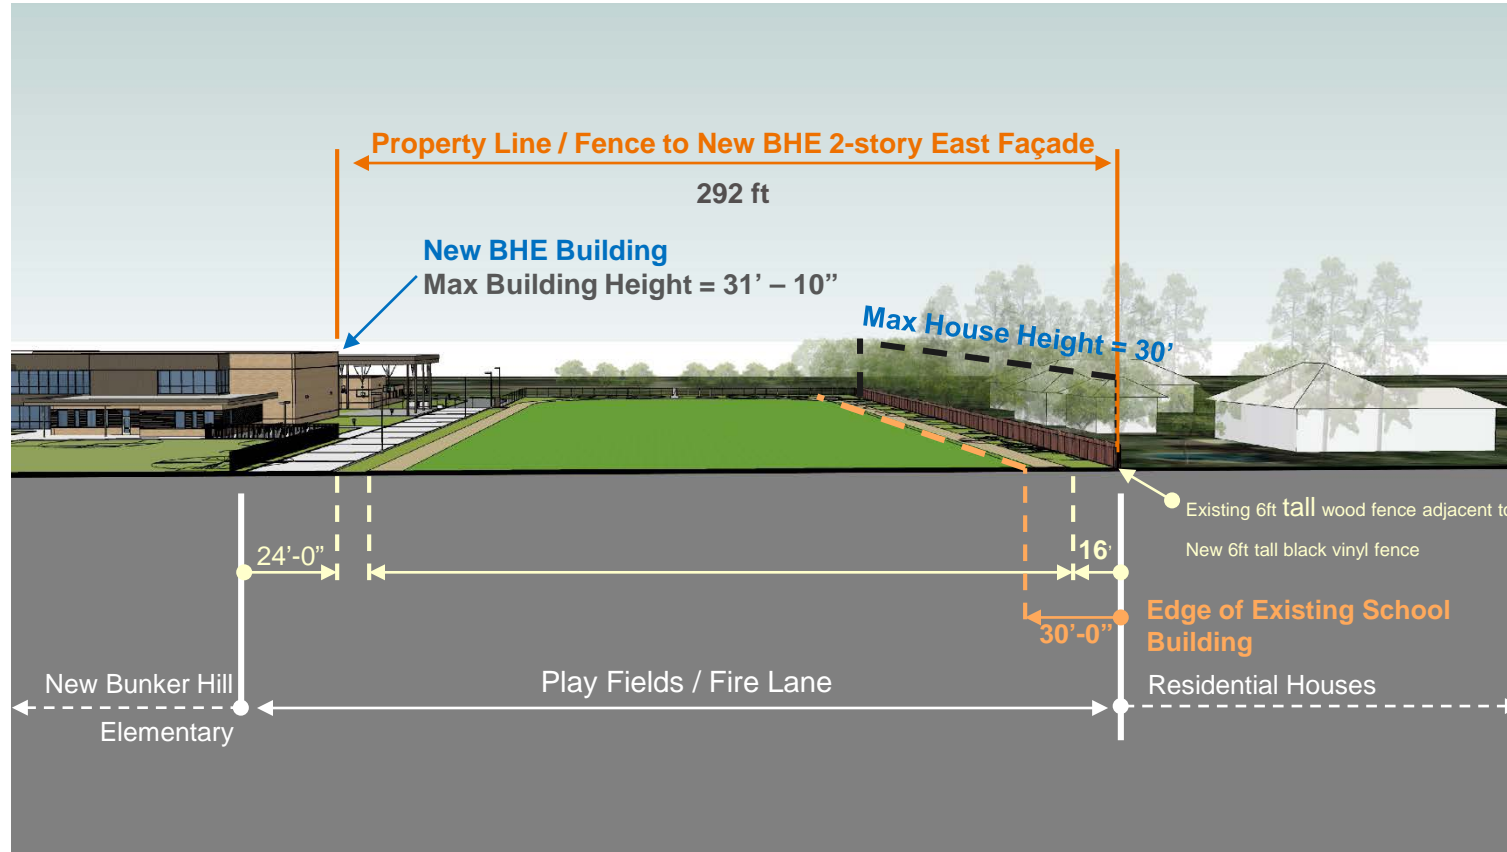 Property Line / Fence to New BHE 2-story East Façade
292 ft
New BHE Building
Max Building Height = 31’ – 10”
Max House Height = 30’
Existing 6ft tall wood fence adjacent to
New 6ft tall black vinyl fence
24’-0”
16’
30’-0”
Edge of Existing School
Building
New Bunker Hill
Elementary
Play Fields / Fire Lane
Residential Houses